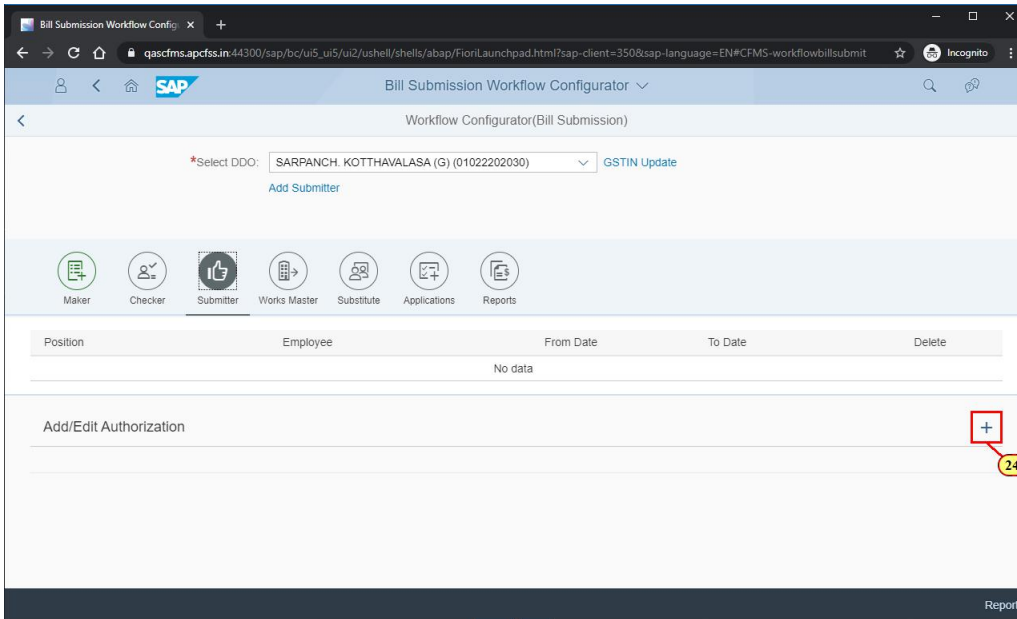 Bill Submission Workflow Config
qascfms.apcfss.in:44300/sap/bc/ui5_ui5/ui2/ushell/shells/abap/FioriLaunchpad.html?sap-client=350&sap-language=EN#CFMS-workflowbillsubmit
Incognito
SAP
Bill Submission Workflow Configurator
Workflow Configurator(Bill Submission)
*Select DDO: SARPANCH. KOTTHAVALASA (G) (01022202030) GSTIN Update
Add Submitter
Maker Checker Submitter Works Master Substitute Applications Reports
Position Employee From Date To Date Delete
No data
Add/Edit Authorization +
24
Report